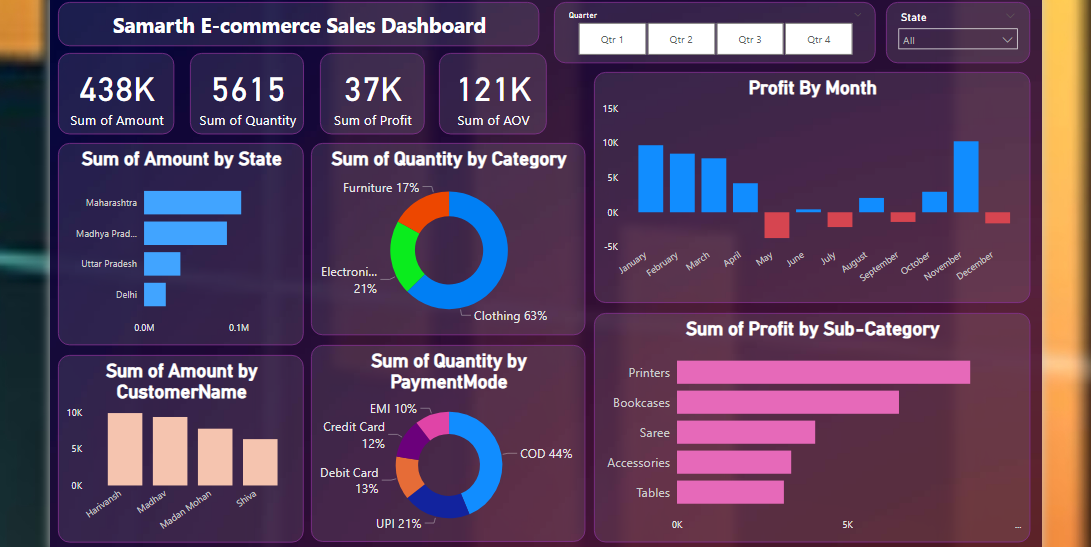 Samarth E-commerce Sales Dashboard
Quarter
Qtr 1
Qtr 2
Qtr 3
Qtr 4
State
All
438K
Sum of Amount
5615
Sum of Quantity
37K
Sum of Profit
121K
Sum of AOV
Sum of Amount by State
Maharashtra
Madhya Prad...
Uttar Pradesh
Delhi
0.0M
0.1M
Sum of Quantity by Category
Furniture 17%
Electroni...
21%
Clothing 63%
Profit By Month
15K
10K
5K
0K
-5K
January
February
March
April
May
June
July
August
September
October
November
December
Sum of Amount by
CustomerName
10K
5K
0K
Harivansh
Madhav
Madan Mohan
Shiva
Sum of Quantity by
PaymentMode
EMI 10%
Credit Card
12%
Debit Card
13%
UPI 21%
COD 44%
Sum of Profit by Sub-Category
Printers
Bookcases
Saree
Accessories
Tables
0K
5K
...